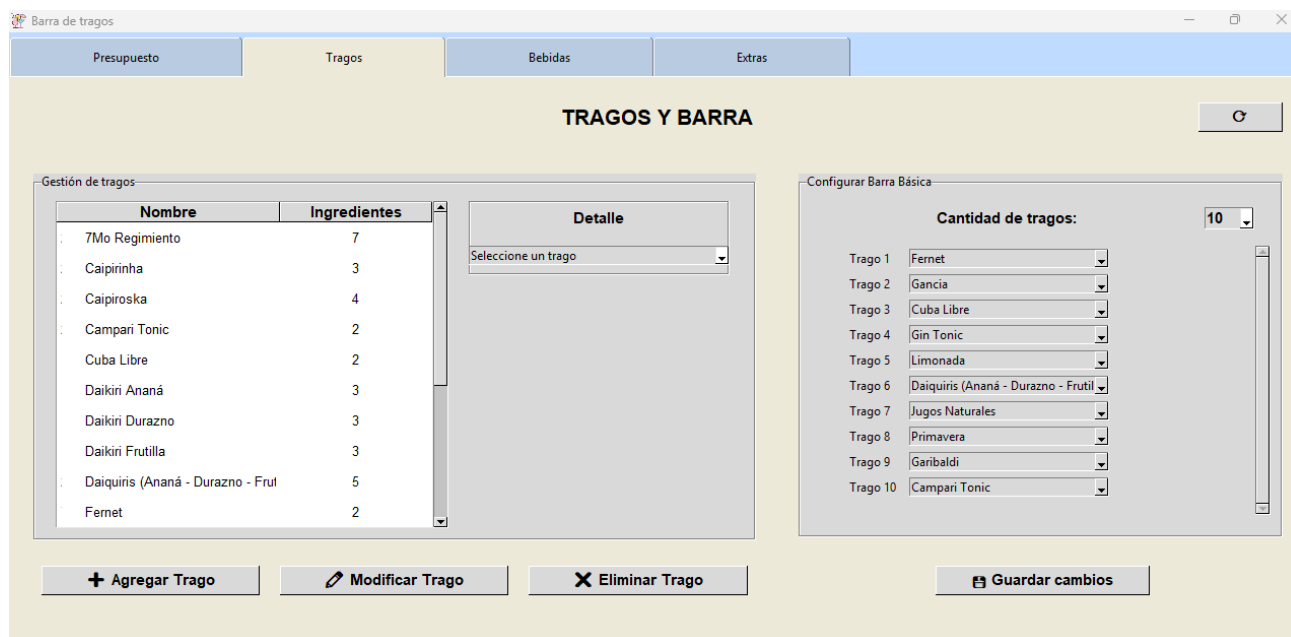 Barra de tragos
Presupuesto Tragos Bebidas Extras
TRAGOS Y BARRA
Gestión de tragos
Nombre Ingredientes
7Mo Regimiento 7
Caipirinha 3
Caipiroska 4
Campari Tonic 2
Cuba Libre 2
Daikiri Ananá 3
Daikiri Durazno 3
Daikiri Frutilla 3
Daiquiris (Ananá - Durazno - Frut 5
Fernet 2
Detalle
Seleccione un trago
Agregar Trago
Modificar Trago
Eliminar Trago
Configurar Barra Básica
Cantidad de tragos: 10
Trago 1 Fernet
Trago 2 Gancia
Trago 3 Cuba Libre
Trago 4 Gin Tonic
Trago 5 Limonada
Trago 6 Daiquiris (Ananá - Durazno - Frutil
Trago 7 Jugos Naturales
Trago 8 Primavera
Trago 9 Garibaldi
Trago 10 Campari Tonic
Guardar cambios